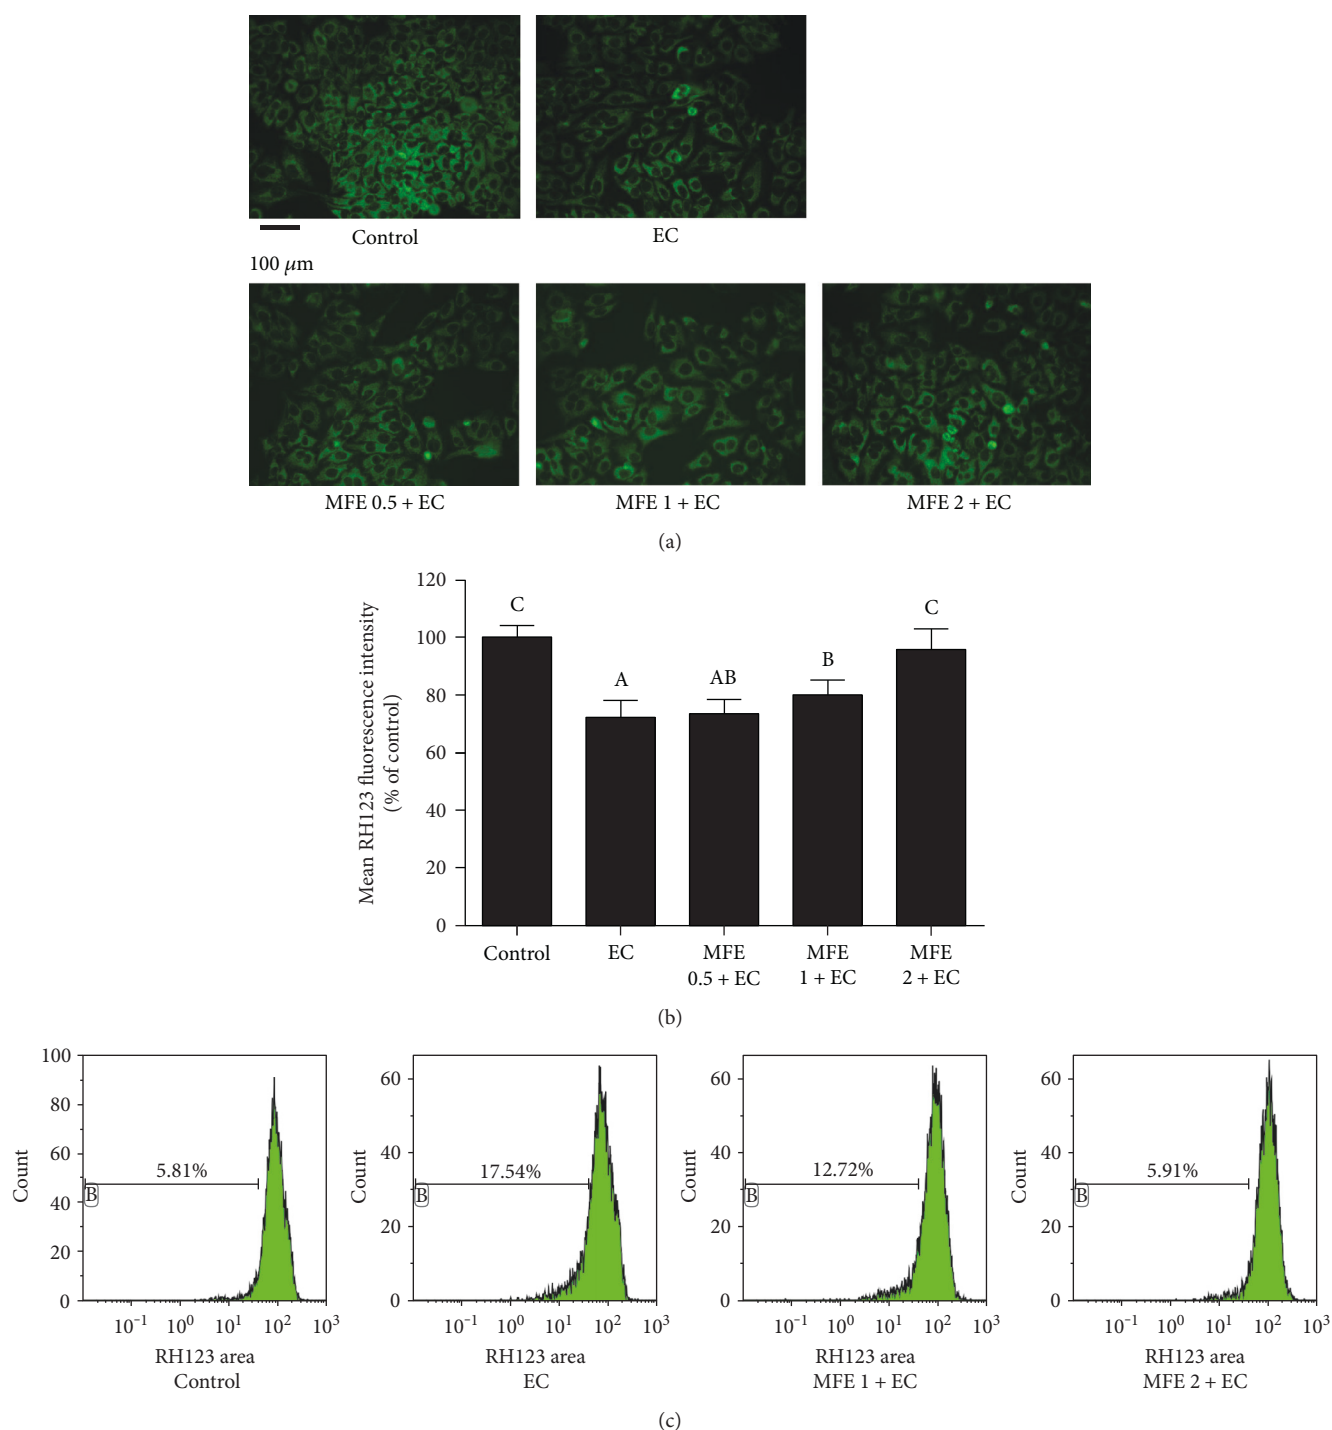 Control
EC
100 μm
MFE 0.5 + EC
MFE 1 + EC
MFE 2 + EC
(a)
Mean RH123 fluorescence intensity
(% of control)
120
100
80
60
40
20
0
C
A
AB
B
C
Control
EC
MFE
0.5 + EC
MFE
1 + EC
MFE
2 + EC
(b)
Count
100
80
60
40
20
0
5.81%
B
10⁻¹ 10⁰ 10¹ 10² 10³
RH123 area
Control
Count
60
40
20
0
17.54%
B
10⁻¹ 10⁰ 10¹ 10² 10³
RH123 area
EC
Count
60
40
20
0
12.72%
B
10⁻¹ 10⁰ 10¹ 10² 10³
RH123 area
MFE 1 + EC
Count
60
40
20
0
5.91%
B
10⁻¹ 10⁰ 10¹ 10² 10³
RH123 area
MFE 2 + EC
(c)